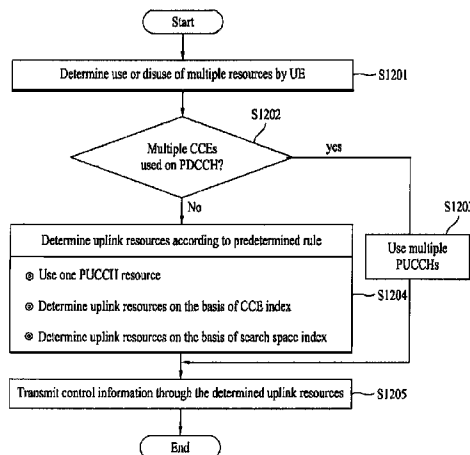 Start
Determine use or disuse of multiple resources by UE
S1201
S1202
Multiple CCEs
used on PDCCH?
yes
No
S1203
Use multiple
PUCCHs
Determine uplink resources according to predetermined rule
Use one PUCCH resource
Determine uplink resources on the basis of CCE index
Determine uplink resources on the basis of search space index
S1204
Transmit control information through the determined uplink resources
S1205
End